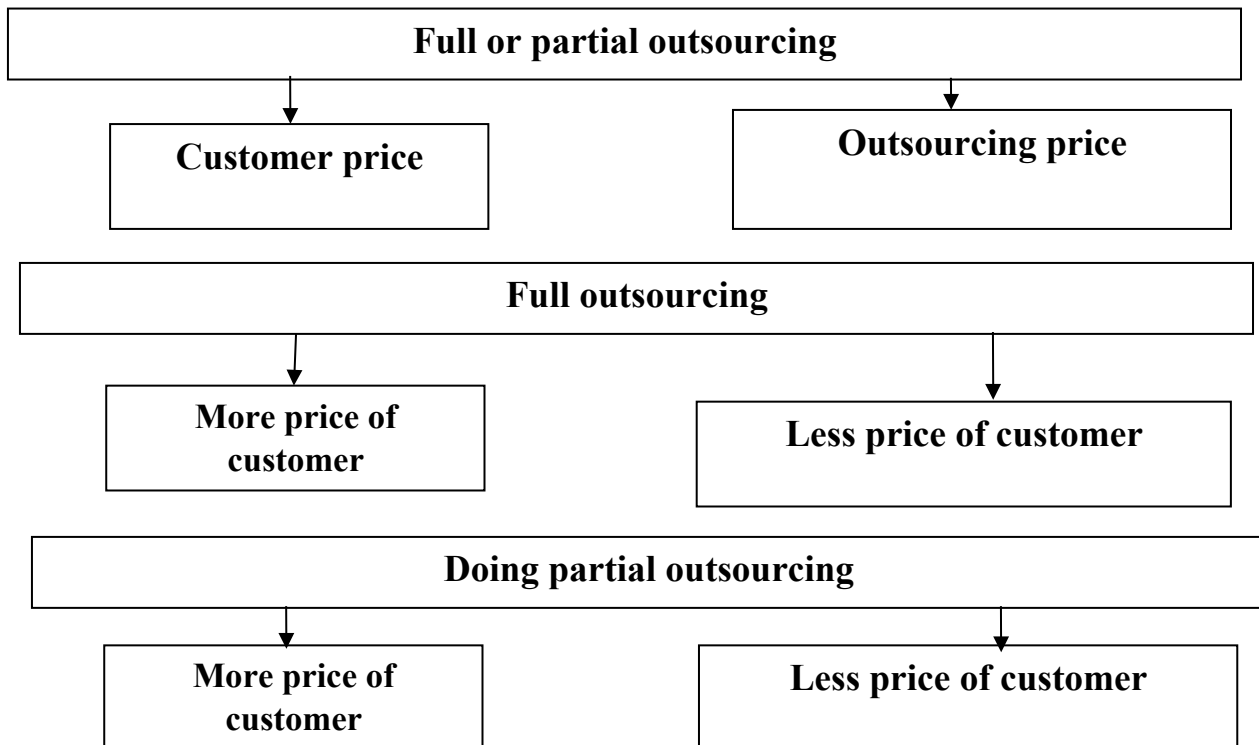 Full or partial outsourcing
Customer price
Outsourcing price
Full outsourcing
More price of
customer
Less price of customer
Doing partial outsourcing
More price of
customer
Less price of customer